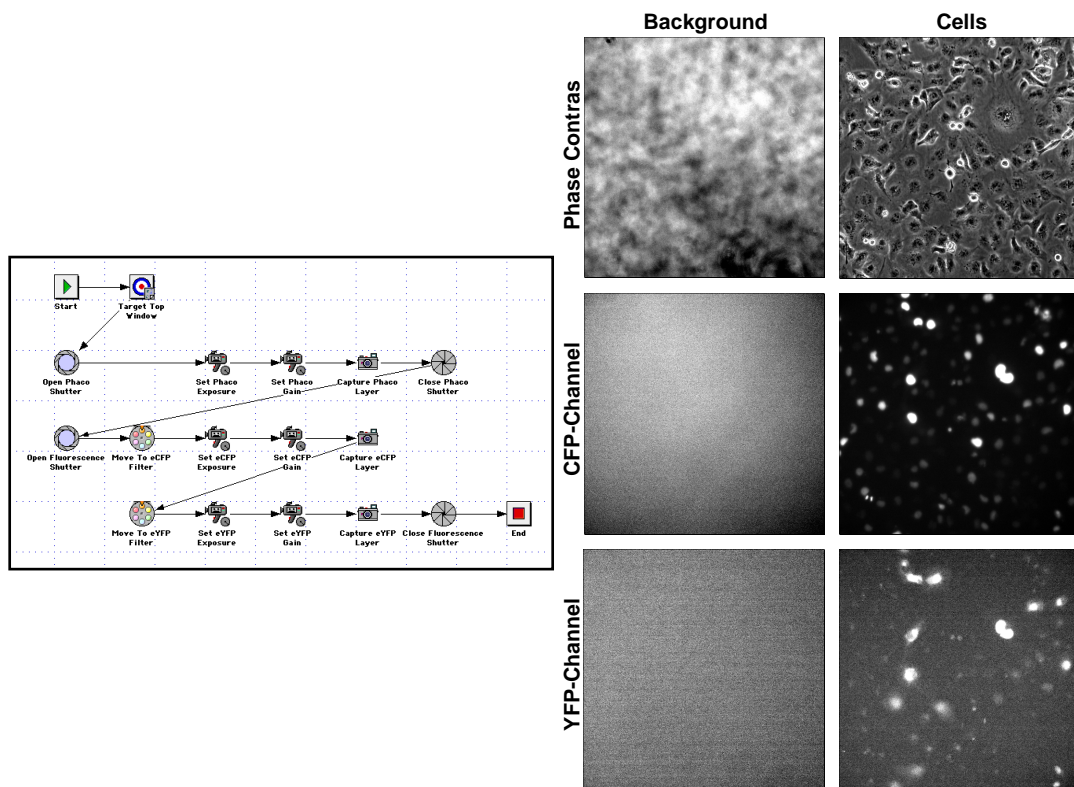 Background
Cells
Phase Contras
CFP-Channel
YFP-Channel
Start
Target Top
Window
Open Phaco
Shutter
Set Phaco
Exposure
Set Phaco
Gain
Capture Phaco
Layer
Close Phaco
Shutter
Open Fluorescence
Shutter
Move To eCFP
Filter
Set eCFP
Exposure
Set eCFP
Gain
Capture eCFP
Layer
Move To eYFP
Filter
Set eYFP
Exposure
Set eYFP
Gain
Capture eYFP
Layer
Close Fluorescence
Shutter
End